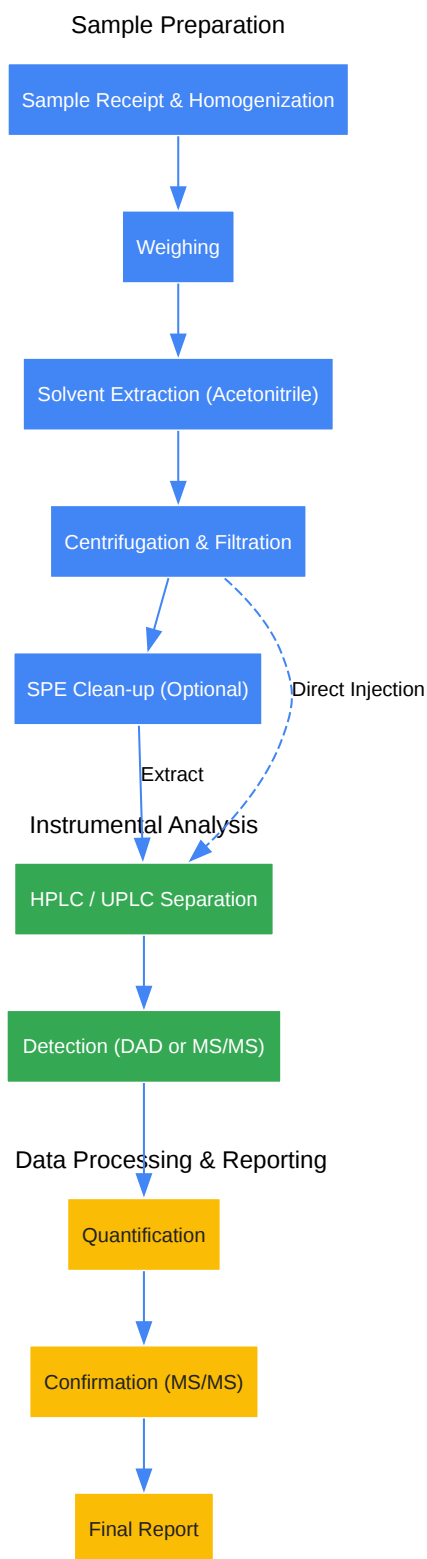 Sample Preparation
Sample Receipt & Homogenization
Weighing
Solvent Extraction (Acetonitrile)
Centrifugation & Filtration
SPE Clean-up (Optional)
Direct Injection
Extract
Instrumental Analysis
HPLC / UPLC Separation
Detection (DAD or MS/MS)
Data Processing & Reporting
Quantification
Confirmation (MS/MS)
Final Report